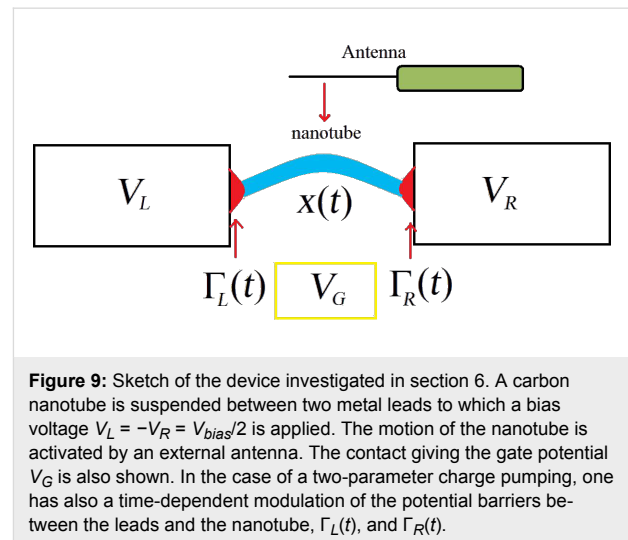 Antenna
nanotube
V_L
x(t)
V_R
Γ_L(t)
V_G
Γ_R(t)
Figure 9: Sketch of the device investigated in section 6. A carbon
nanotube is suspended between two metal leads to which a bias
voltage V_L = −V_R = V_bias/2 is applied. The motion of the nanotube is
activated by an external antenna. The contact giving the gate potential
V_G is also shown. In the case of a two-parameter charge pumping, one
has also a time-dependent modulation of the potential barriers be-
tween the leads and the nanotube, Γ_L(t), and Γ_R(t).